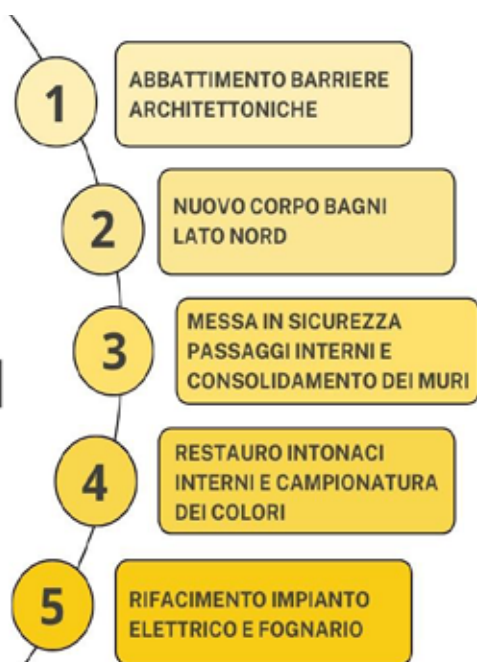 1
ABBATTIMENTO BARRIERE
ARCHITETTONICHE
2
NUOVO CORPO BAGNI
LATO NORD
3
MESSA IN SICUREZZA
PASSAGGI INTERNI E
CONSOLIDAMENTO DEI MURI
4
RESTAURO INTONACI
INTERNI E CAMPIONATURA
DEI COLORI
5
RIFACIMENTO IMPIANTO
ELETTRICO E FOGNARIO